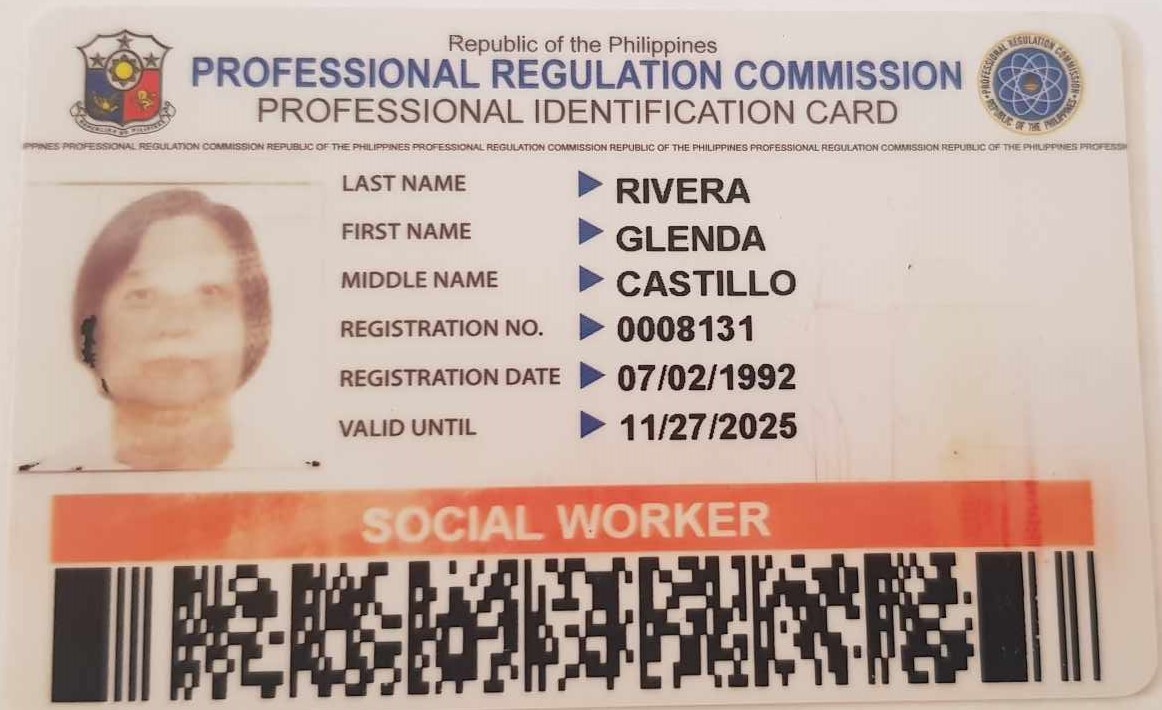 Republic of the Philippines
PROFESSIONAL REGULATION COMMISSION
PROFESSIONAL IDENTIFICATION CARD
PROFESSIONAL REGULATION COMMISSION
REPUBLIC OF THE PHILIPPINES
PPINES PROFESSIONAL REGULATION COMMISSION REPUBLIC OF THE PHILIPPINES PROFESSIONAL REGULATION COMMISSION REPUBLIC OF THE PHILIPPINES PROFESSIONAL REGULATION COMMISSION REPUBLIC OF THE PHILIPPINES PROFESSI
LAST NAME RIVERA
FIRST NAME GLENDA
MIDDLE NAME CASTILLO
REGISTRATION NO. 0008131
REGISTRATION DATE 07/02/1992
VALID UNTIL 11/27/2025
SOCIAL WORKER